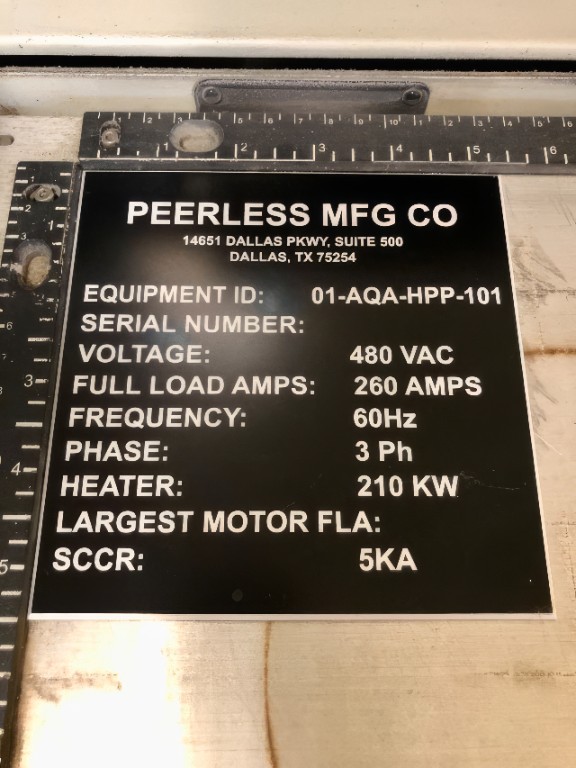 PEERLESS MFG CO
14651 DALLAS PKWY, SUITE 500
DALLAS, TX 75254
EQUIPMENT ID: 01-AQA-HPP-101
SERIAL NUMBER:
VOLTAGE: 480 VAC
FULL LOAD AMPS: 260 AMPS
FREQUENCY: 60Hz
PHASE: 3 Ph
HEATER: 210 KW
LARGEST MOTOR FLA:
SCCR: 5KA